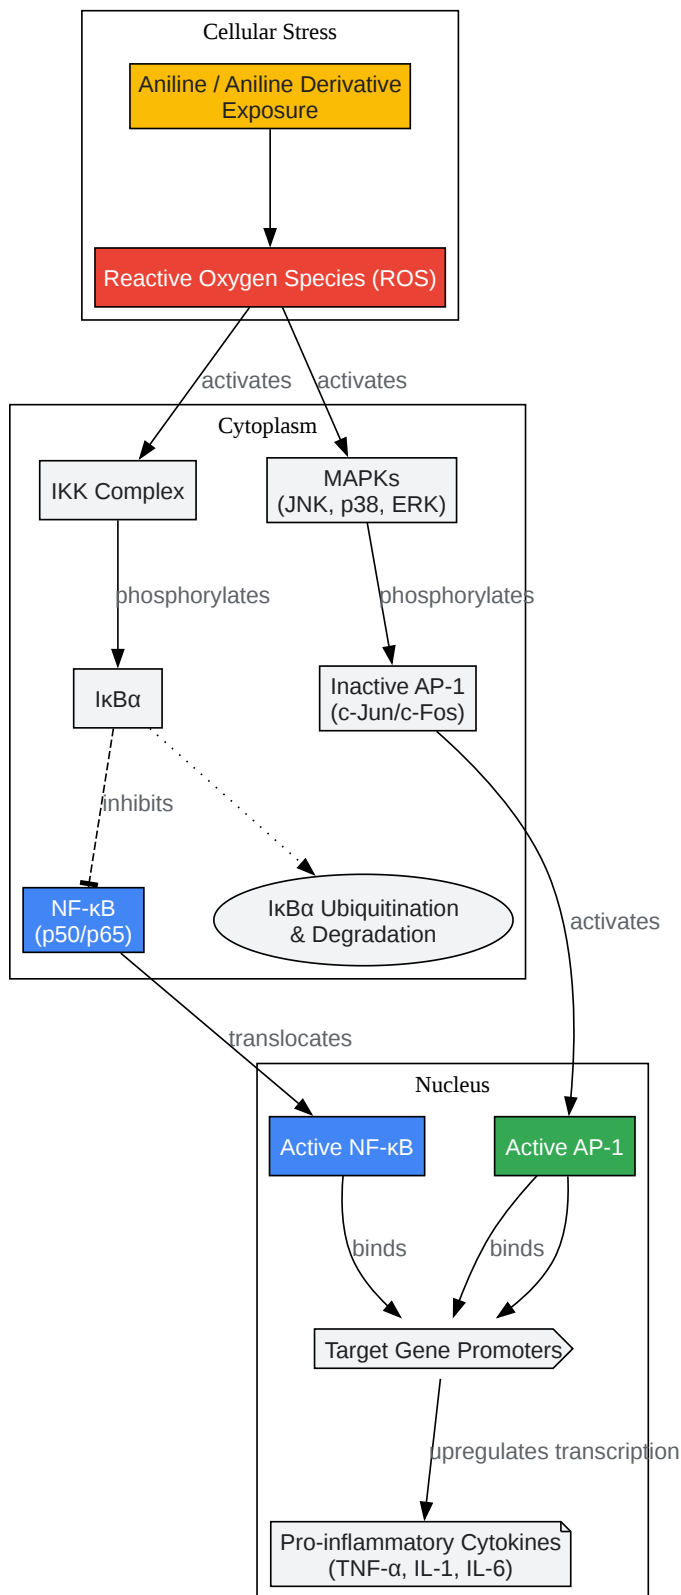 Cellular Stress
Aniline / Aniline Derivative
Exposure
Reactive Oxygen Species (ROS)
activates
activates
Cytoplasm
IKK Complex
MAPKs
(JNK, p38, ERK)
phosphorylates
phosphorylates
IκBα
Inactive AP-1
(c-Jun/c-Fos)
inhibits
NF-κB
(p50/p65)
IκBα Ubiquitination
& Degradation
activates
translocates
Nucleus
Active NF-κB
Active AP-1
binds
binds
Target Gene Promoters
upregulates transcription
Pro-inflammatory Cytokines
(TNF-α, IL-1, IL-6)